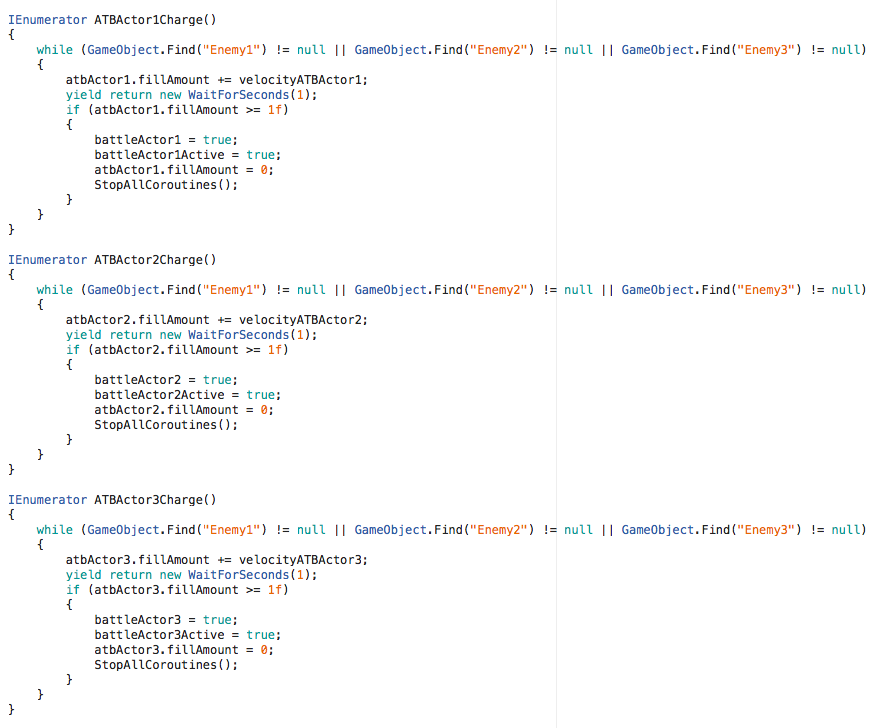 IEnumerator ATBActor1Charge()
{
    while (GameObject.Find("Enemy1") != null || GameObject.Find("Enemy2") != null || GameObject.Find("Enemy3") != null)
    {
        atbActor1.fillAmount += velocityATBActor1;
        yield return new WaitForSeconds(1);
        if (atbActor1.fillAmount >= 1f)
        {
            battleActor1 = true;
            battleActor1Active = true;
            atbActor1.fillAmount = 0;
            StopAllCoroutines();
        }
    }
}

IEnumerator ATBActor2Charge()
{
    while (GameObject.Find("Enemy1") != null || GameObject.Find("Enemy2") != null || GameObject.Find("Enemy3") != null)
    {
        atbActor2.fillAmount += velocityATBActor2;
        yield return new WaitForSeconds(1);
        if (atbActor2.fillAmount >= 1f)
        {
            battleActor2 = true;
            battleActor2Active = true;
            atbActor2.fillAmount = 0;
            StopAllCoroutines();
        }
    }
}

IEnumerator ATBActor3Charge()
{
    while (GameObject.Find("Enemy1") != null || GameObject.Find("Enemy2") != null || GameObject.Find("Enemy3") != null)
    {
        atbActor3.fillAmount += velocityATBActor3;
        yield return new WaitForSeconds(1);
        if (atbActor3.fillAmount >= 1f)
        {
            battleActor3 = true;
            battleActor3Active = true;
            atbActor3.fillAmount = 0;
            StopAllCoroutines();
        }
    }
}